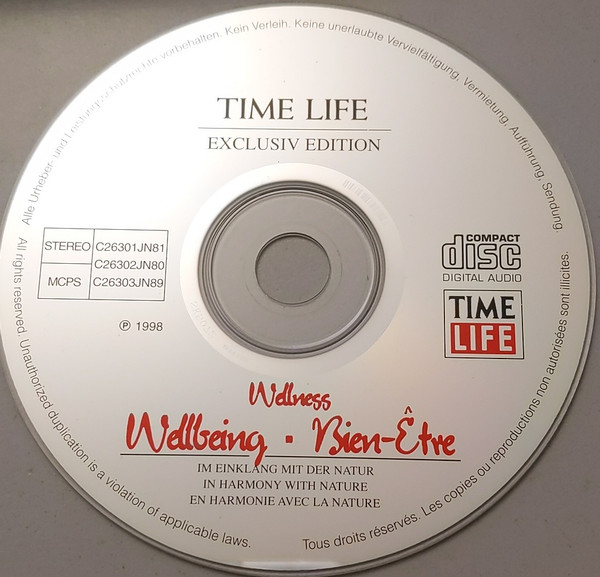 Alle Urheber- und Leistungsschutzrechte vorbehalten. Kein Verleih. Keine unerlaubte Vervielfältigung, Vermietung, Aufführung, Sendung
TIME LIFE
EXCLUSIV EDITION
STEREO C26301JN81
C26302JN80
MCPS C26303JN89
℗ 1998
COMPACT
disc
DIGITAL AUDIO
TIME
LIFE
Wellness
Wellbeing · Bien-Être
IM EINKLANG MIT DER NATUR
IN HARMONY WITH NATURE
EN HARMONIE AVEC LA NATURE
All rights reserved. Unauthorized duplication is a violation of applicable laws.
Tous droits réservés. Les copies ou reproductions non autorisées sont illicites.